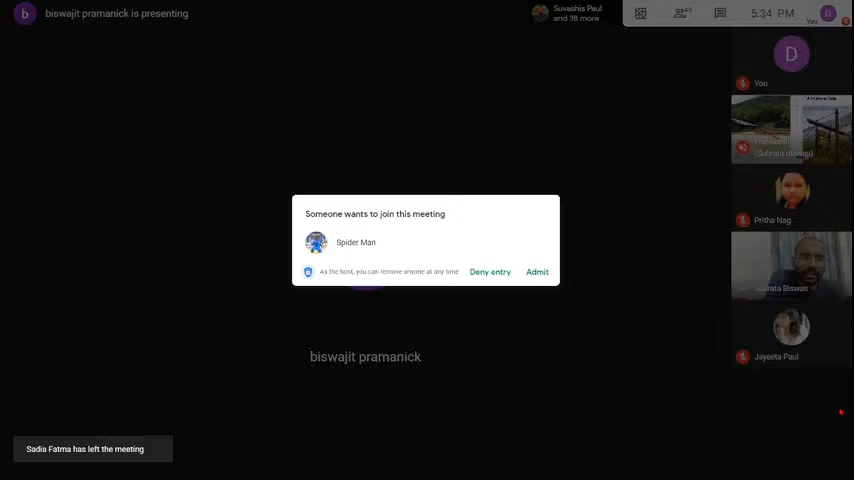 b
biswajit pramanick is presenting
Suvashis Paul
and 38 more
43
5:34 PM
You
D
D
You
(Subrata Biswas)
Pritha Nag
Someone wants to join this meeting
Spider Man
As the host, you can remove anyone at any time
Deny entry
Admit
Subrata Biswas
biswajit pramanick
Jayeeta Paul
Sadia Fatma has left the meeting